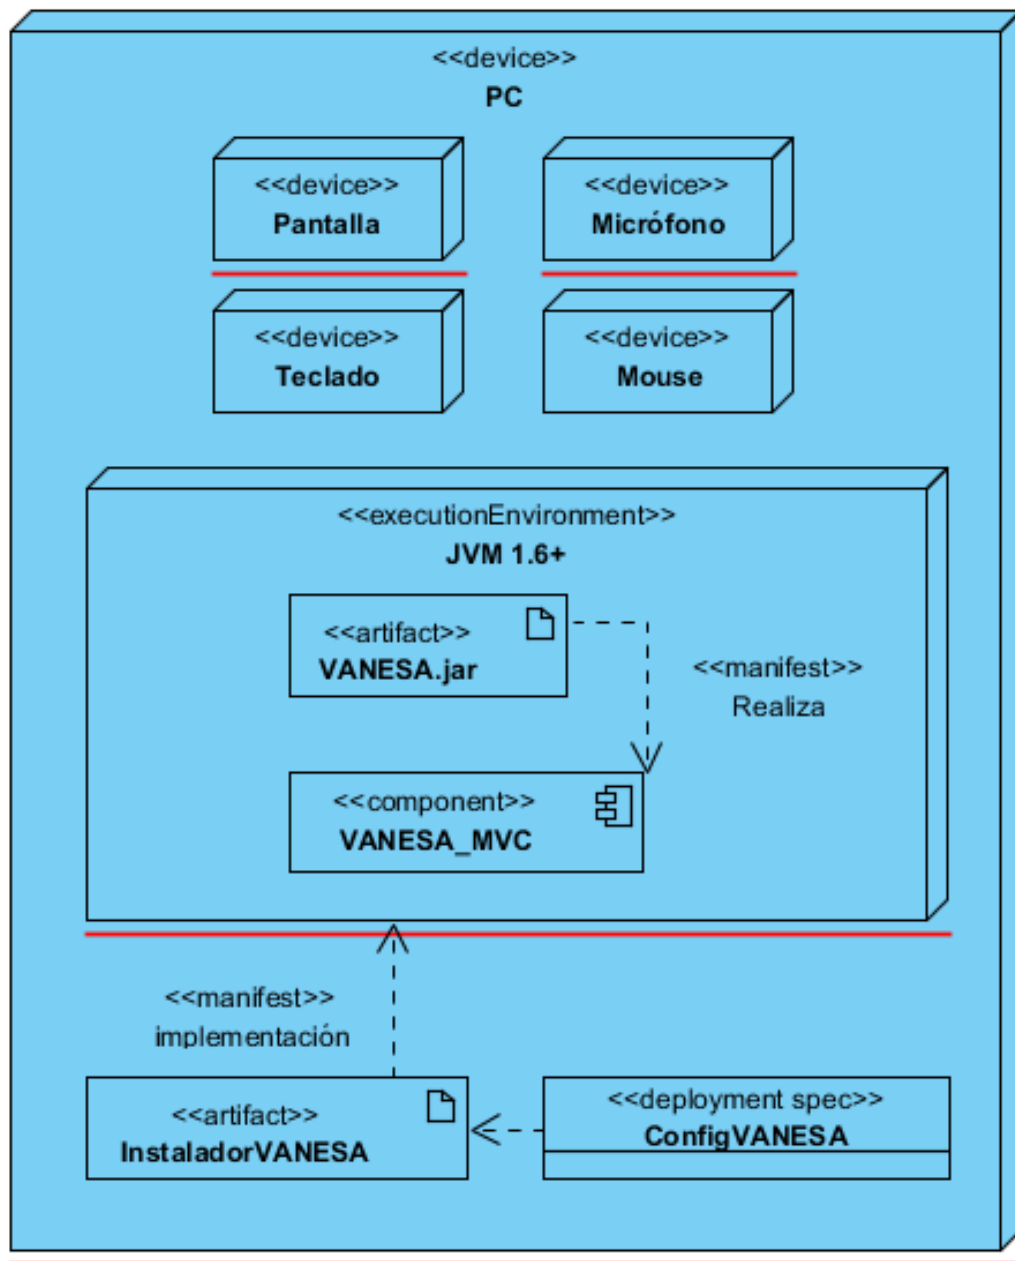 <<device>>
PC
<<device>>
Pantalla
<<device>>
Micrófono
<<device>>
Teclado
<<device>>
Mouse
<<executionEnvironment>>
JVM 1.6+
<<artifact>>
VANESA.jar
<<manifest>>
Realiza
<<component>>
VANESA_MVC
<<manifest>>
implementación
<<artifact>>
InstaladorVANESA
<<deployment spec>>
ConfigVANESA